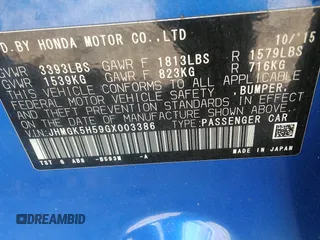 D.BY HONDA MOTOR CO.,LTD 10/'15
GVWR 3393LBS GAWR F 1813LBS R 1579LBS
GVWR 1539KG GAWR F 823KG R 716KG
THIS VEHICLE CONFORMS TO ALL APPLICABLE
FEDERAL MOTOR VEHICLE SAFETY, BUMPER,
AND THEFT PREVENTION STANDARDS IN EFFECT ON
THE DATE OF MANUFACTURE SHOWN ABOVE.
V.I.N:JHMGK5H59GX003386 TYPE:PASSENGER CAR
MADE IN JAPAN
DREAMBID